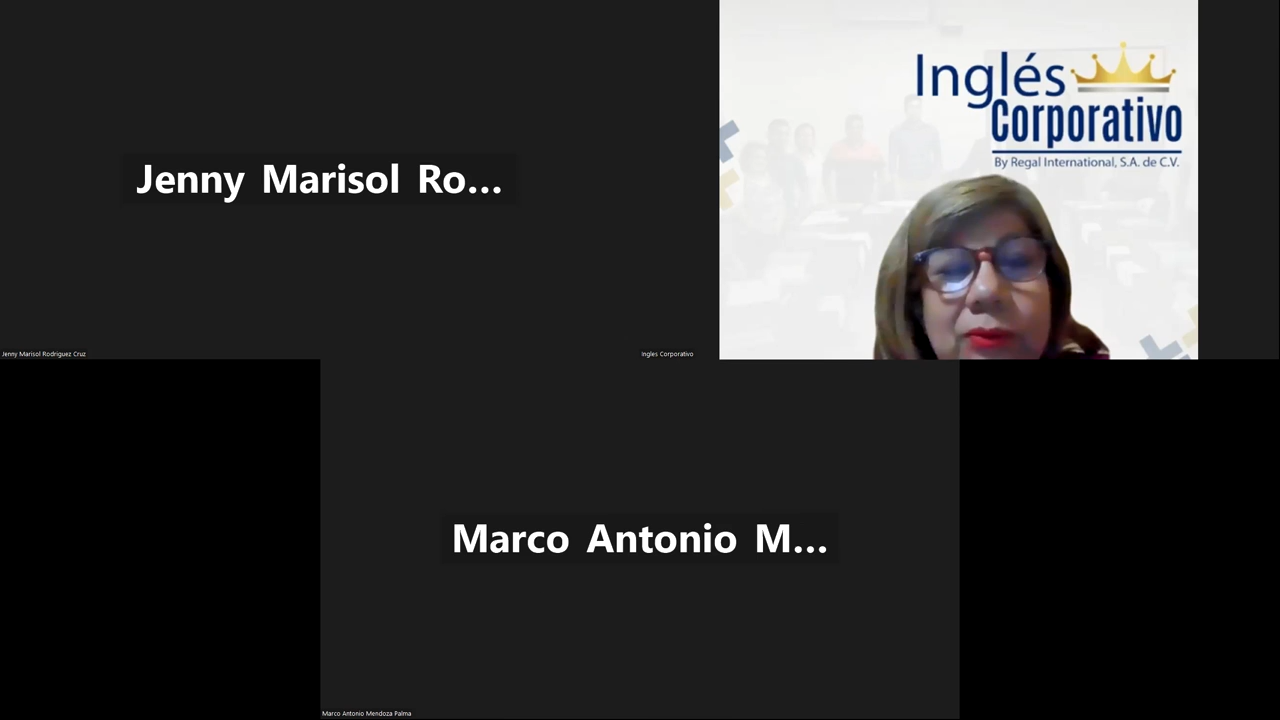 Jenny Marisol Ro...
Jenny Marisol Rodriguez Cruz
Inglés
Corporativo
By Regal International, S.A. de C.V.
Ingles Corporativo
Marco Antonio M...
Marco Antonio Mendoza Palma